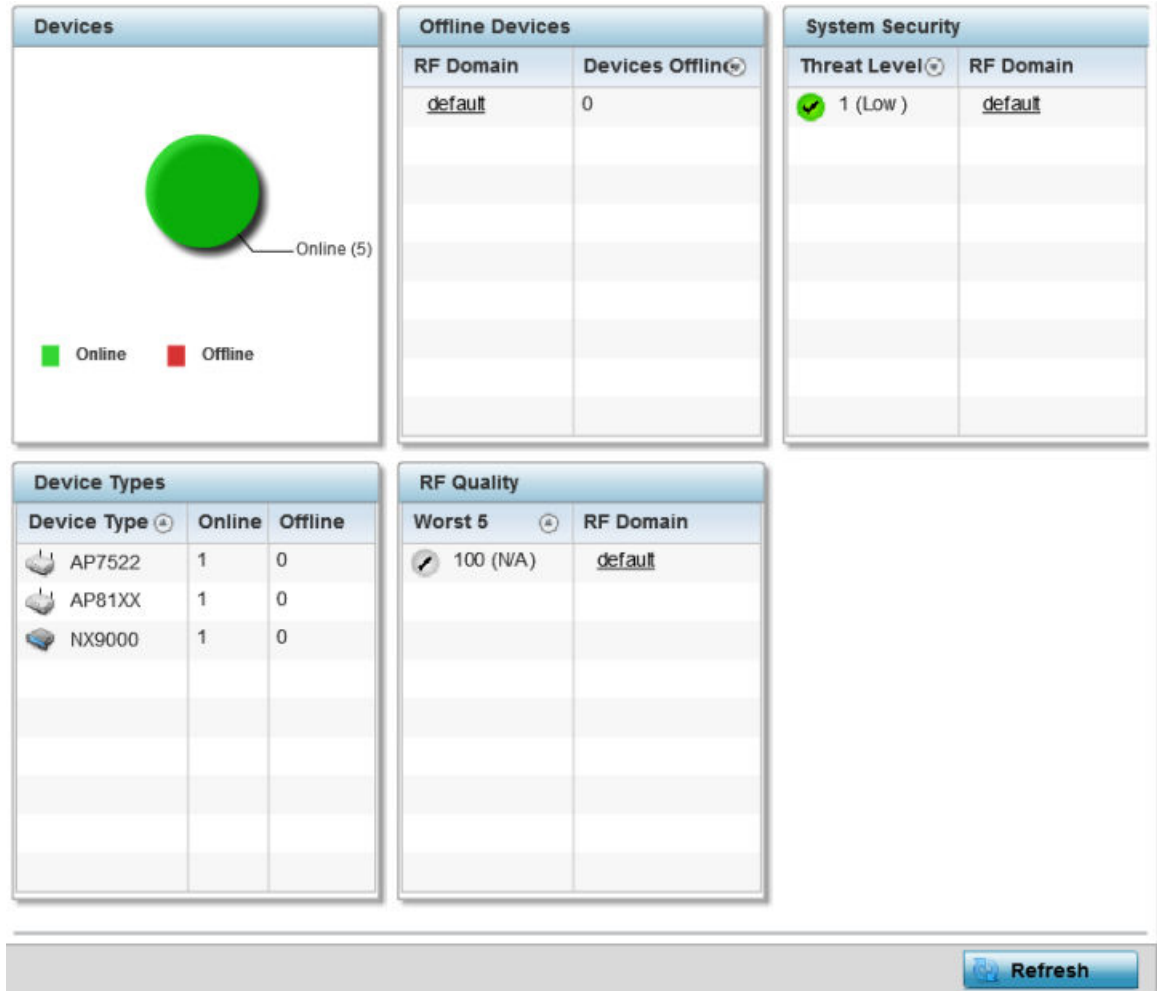 Devices
Online (5)
Online Offline
Offline Devices
RF Domain Devices Offline
default 0
System Security
Threat Level RF Domain
1 (Low ) default
Device Types
Device Type Online Offline
AP7522 1 0
AP81XX 1 0
NX9000 1 0
RF Quality
Worst 5 RF Domain
100 (N/A) default
Refresh